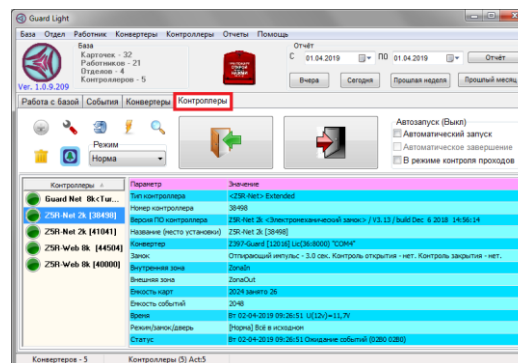 Guard Light
База Отдел Работник Конвертеры Контроллеры Отчеты Помощь
База
Карточек - 32
Работников - 21
Отделов - 4
Контроллеров - 5
Ver. 1.0.9.209
Отчёт
С 01.04.2019 ПО 01.04.2019 Отчёт
Вчера Сегодня Прошлая неделя Прошлый месяц
Работа с базой События Конвертеры Контроллеры
Режим
Норма
Автозапуск (Выкл)
Автоматический запуск
Автоматическое завершение
В режиме контроля проходов
Контроллеры Параметр Значение
Guard Net 8k<Тur...
Z5R-Net 2k [38498]
Z5R-Net 2k [41041]
Z5R-Web 8k [44504]
Z5R-Web 8k [40000]
Тип контроллера <Z5R-Net> Extended
Номер контроллера 38498
Версия ПО контроллера Z5R-Net 2k <Электромеханический замок> / V3.13 / build Dec 6 2018 14:56:14
Название (место установки) Z5R-Net 2k [38498]
Конвертер Z397-Guard [12016] Lic(36:8000) "COM4"
Замок Отпирающий импульс - 3.0 сек. Контроль открытия - нет. Контроль закрытия - нет.
Внутренняя зона ZonaIn
Внешняя зона ZonaOut
Емкость карт 2024 занято 26
Емкость событий 2048
Время Вт 02-04-2019 09:26:51 U(12v)=11,7V
Режим/замок/дверь [Норма] Всё в исходном
Статус Вт 02-04-2019 09:26:51 Ожидание событий (0280 0280)
Конвертеров - 5 Контроллеры (5) Act:5